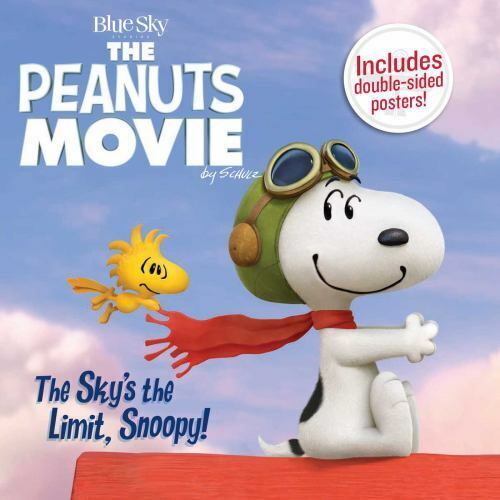 Blue Sky
STUDIOS
THE
PEANUTS
MOVIE
by SCHULZ
Includes
double-sided
posters!
The Sky's the
Limit, Snoopy!